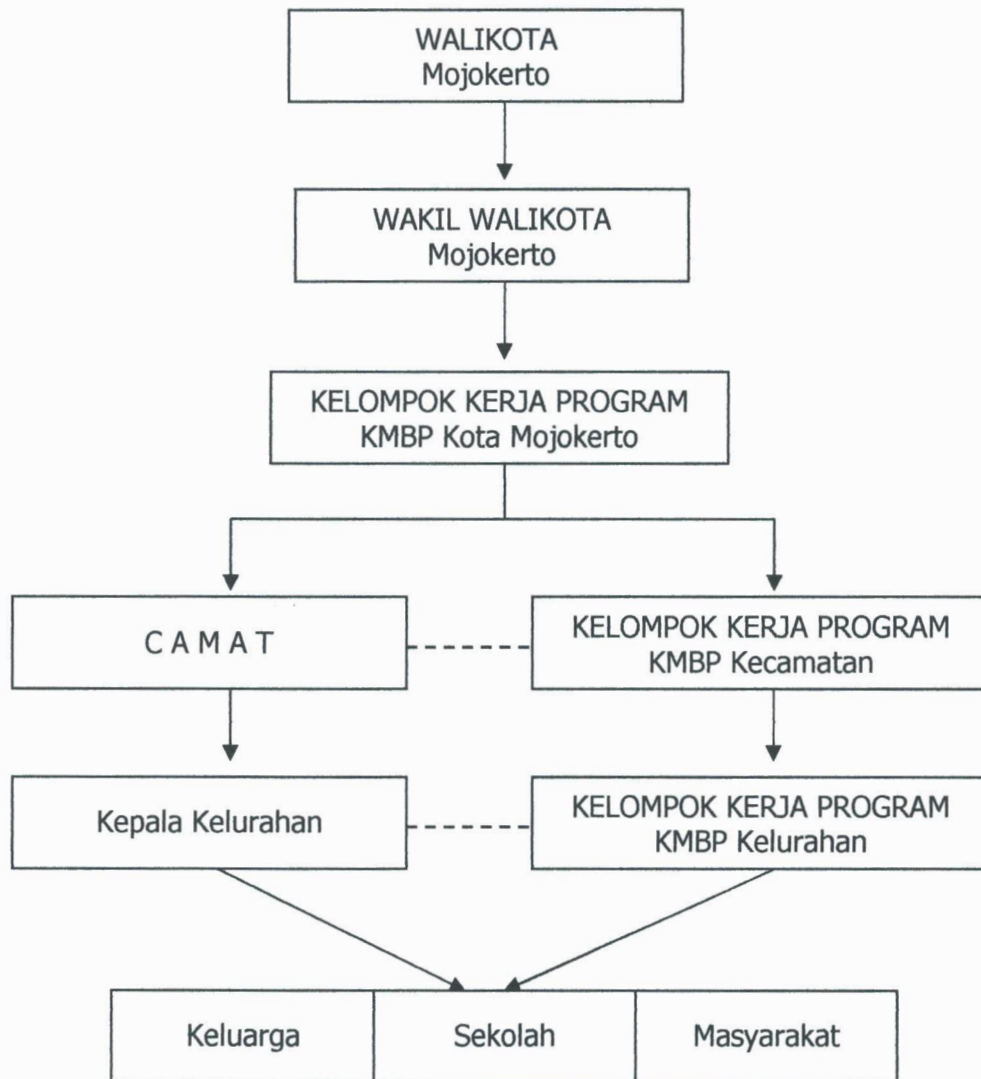 WALIKOTA
Mojokerto
WAKIL WALIKOTA
Mojokerto
KELOMPOK KERJA PROGRAM
KMBP Kota Mojokerto
C A M A T
KELOMPOK KERJA PROGRAM
KMBP Kecamatan
Kepala Kelurahan
KELOMPOK KERJA PROGRAM
KMBP Kelurahan
Keluarga
Sekolah
Masyarakat